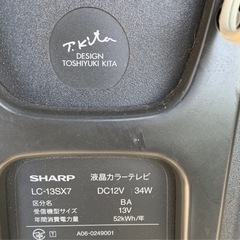 T. Kita
DESIGN
TOSHIYUKI KITA
SHARP 液晶カラーテレビ
LC-13SX7 DC12V 34W
区分名 BA
受信機型サイズ 13V
年間消費電力量 52kWh/年
A06-0249001